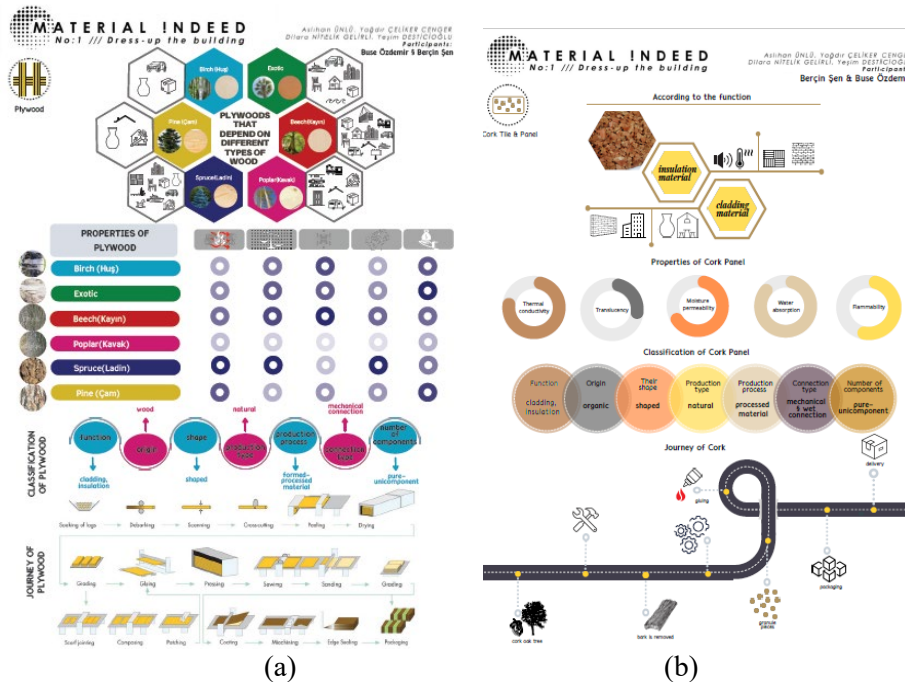 MATERIAL !NDEED
No:1 /// Dress-up the building
Aslıhan ÜNLÜ, Yağdır ÇELİKER CENGER
Dilara NİTELİK GELİRLİ, Yeşim DESTİCİOĞLU
Participants:
Buse Özdemir & Berçin Şen
Plywood
Birch (Huş)
Exotic
Pine (Çam)
PLYWOODS
THAT
DEPEND ON
DIFFERENT
TYPES OF
WOOD
Beech(Kayın)
Spruce(Ladin)
Poplar(Kavak)
PROPERTIES OF
PLYWOOD
Birch (Huş)
Exotic
Beech(Kayın)
Poplar(Kavak)
Spruce(Ladin)
Pine (Çam)
CLASSIFICATION
OF PLYWOOD
wood
natural
mechanical
connection
function
origin
shape
production
production
process
connection
type
number
of
components
cladding,
insulation
shaped
formed-
processed
material
pure-
unicomponent
JOURNEY OF
PLYWOOD
Soaking of logs
Debarking
Scanning
Cross-cutting
Peeling
Drying
Grading
Gluing
Pressing
Sawing
Sanding
Grading
Scarf jointing
Composing
Patching
Coating
Machining
Edge Sealing
Packaging
(a)
MATERIAL !NDEED
No:1 /// Dress-up the building
Aslıhan ÜNLÜ, Yağdır ÇELİKER CENGER
Dilara NİTELİK GELİRLİ, Yeşim DESTİCİOĞLU
Participant
Berçin Şen & Buse Özdem
Cork Tile & Panel
According to the function
insulation
material
cladding
material
Properties of Cork Panel
Thermal
conductivity
Translucency
Moisture
permeability
Water
absorption
Flammability
Classification of Cork Panel
Function
cladding,
insulation
Origin
organic
Their
shape
shaped
Production
type
natural
Production
process
processed
material
Connection
type
mechanical
& wet
connection
Number of
components
pure-
unicomponent
Journey of Cork
delivery
gluing
packaging
cork oak tree
bark is removed
granule
pieces
(b)